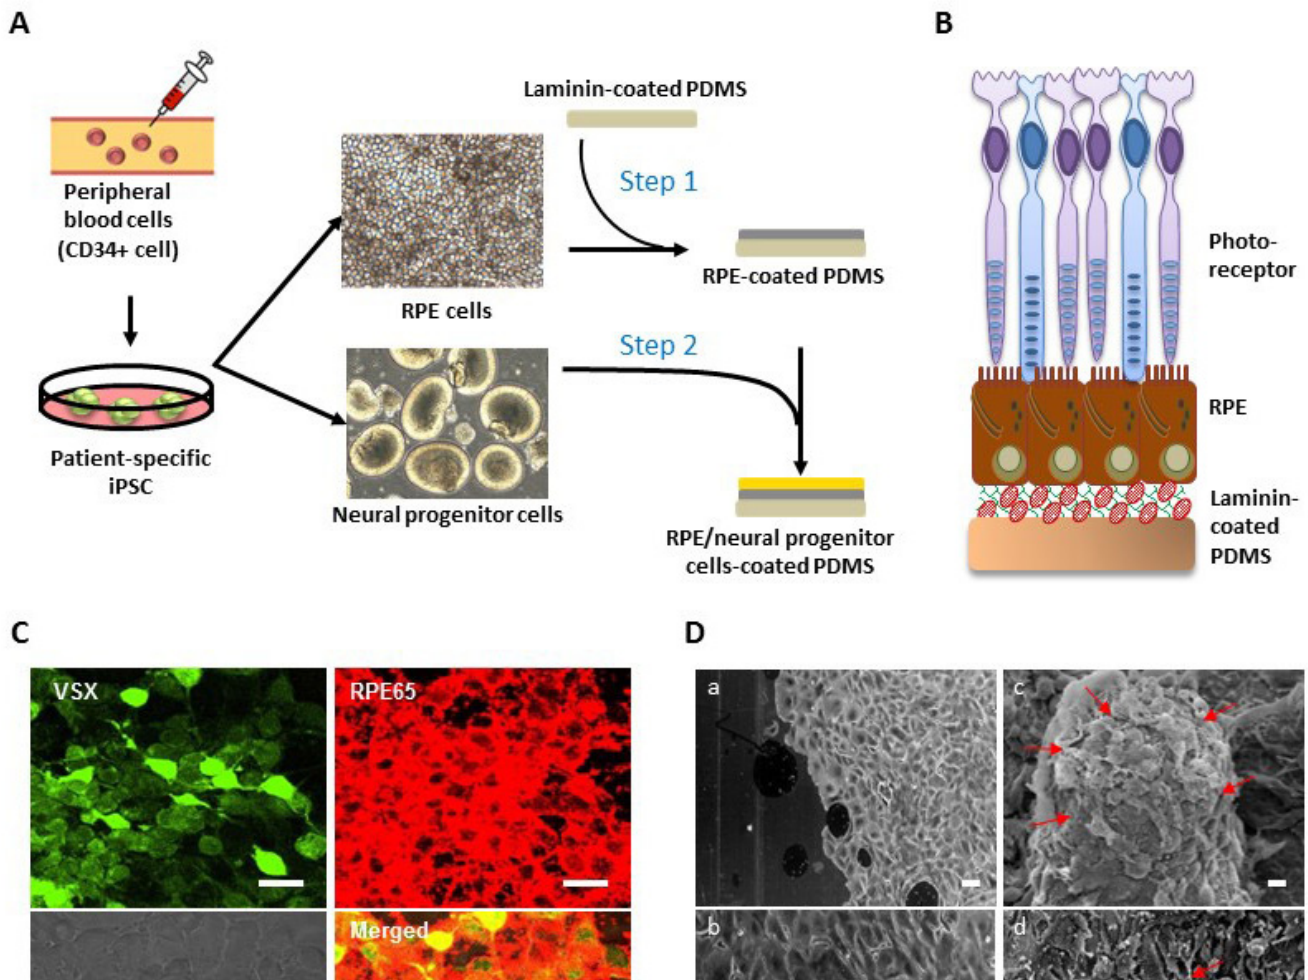 A
Laminin-coated PDMS
Step 1
Peripheral
blood cells
(CD34+ cell)
RPE cells
RPE-coated PDMS
Step 2
Patient-specific
iPSC
Neural progenitor cells
RPE/neural progenitor
cells-coated PDMS
B
Photo-
receptor
RPE
Laminin-
coated
PDMS
C
VSX
RPE65
Merged
D
a
c
b
d